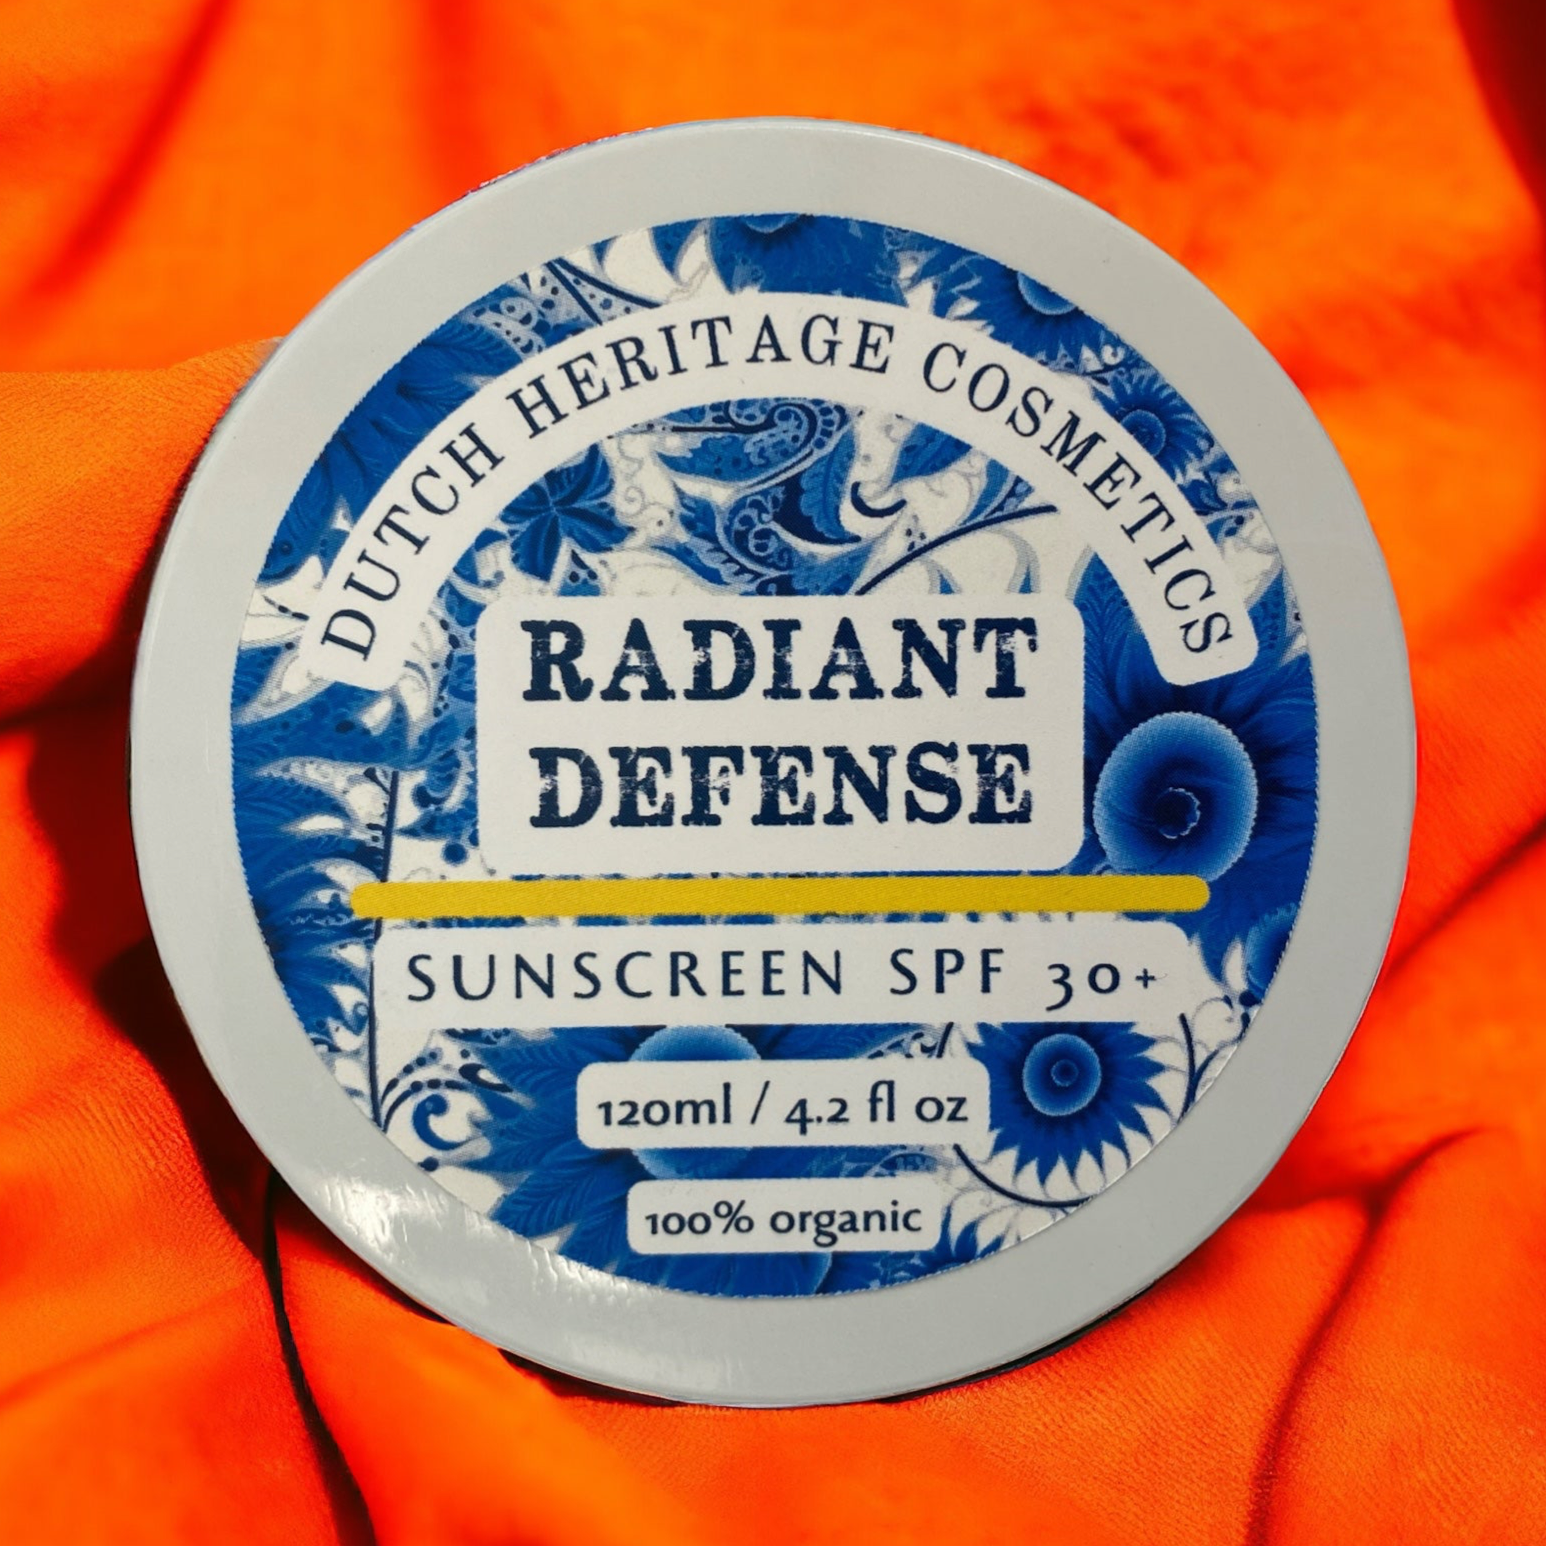 DUTCH HERITAGE COSMETICS
RADIANT
DEFENSE
SUNSCREEN SPF 30+
120ml / 4.2 fl oz
100% organic